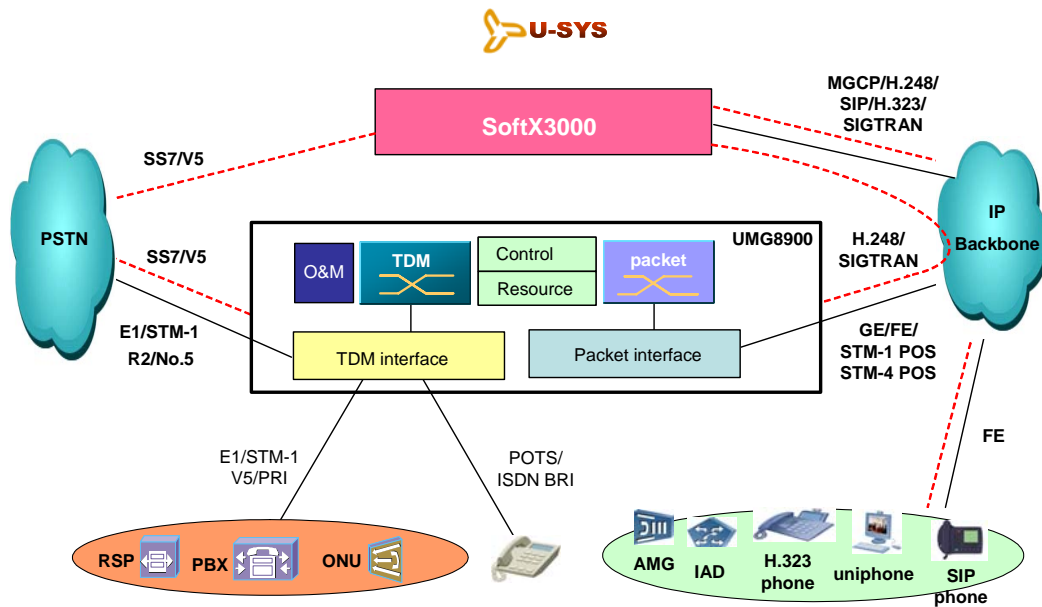 U-SYS
MGCP/H.248/
SIP/H.323/
SIGTRAN
SoftX3000
SS7/V5
PSTN
IP
Backbone
UMG8900
H.248/
SIGTRAN
O&M
TDM
Control
Resource
packet
SS7/V5
E1/STM-1
R2/No.5
TDM interface
Packet interface
GE/FE/
STM-1 POS
STM-4 POS
FE
E1/STM-1
V5/PRI
POTS/
ISDN BRI
RSP
PBX
ONU
AMG
IAD
H.323
phone
uniphone
SIP
phone